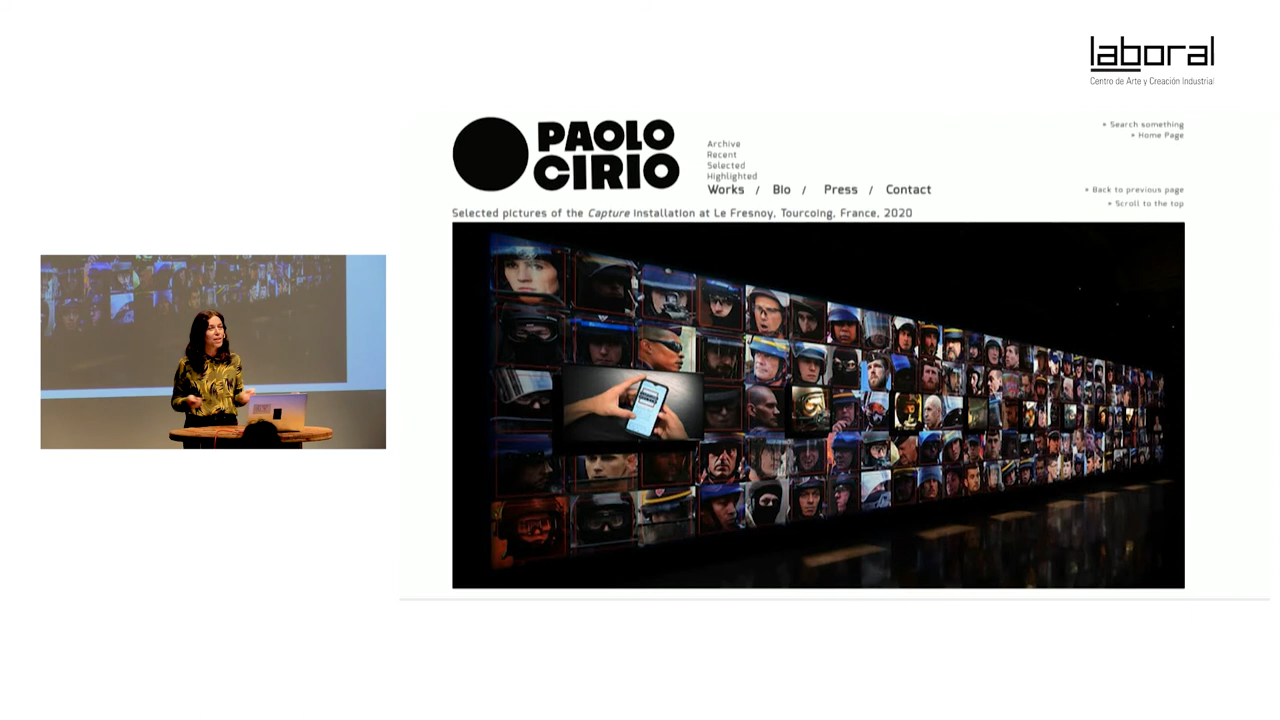 laboral
Centro de Arte y Creación Industrial
PAOLO
CIRIO
Archive
Recent
Selected
Highlighted
Works / Bio / Press / Contact
» Search something
» Home Page
» Back to previous page
» Scroll to the top
Selected pictures of the Capture installation at Le Fresnoy, Tourcoing, France, 2020